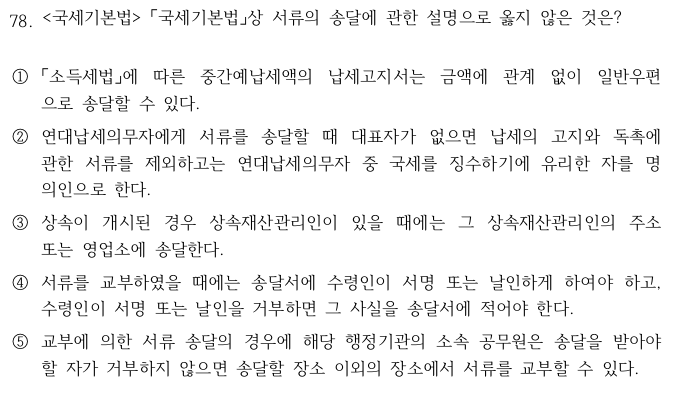 78. <국세기본법> ｢국세기본법｣상 서류의 송달에 관한 설명으로 옳지 않은 것은?
① ｢소득세법｣에 따른 중간예납세액의 납세고지서는 금액에 관계 없이 일반우편
으로 송달할 수 있다.
② 연대납세의무자에게 서류를 송달할 때 대표자가 없으면 납세의 고지와 독촉에
관한 서류를 제외하고는 연대납세의무자 중 국세를 징수하기에 유리한 자를 명
의인으로 한다.
③ 상속이 개시된 경우 상속재산관리인이 있을 때에는 그 상속재산관리인의 주소
또는 영업소에 송달한다.
④ 서류를 교부하였을 때에는 송달서에 수령인이 서명 또는 날인하게 하여야 하고,
수령인이 서명 또는 날인을 거부하면 그 사실을 송달서에 적어야 한다.
⑤ 교부에 의한 서류 송달의 경우에 해당 행정기관의 소속 공무원은 송달을 받아야
할 자가 거부하지 않으면 송달할 장소 이외의 장소에서 서류를 교부할 수 있다.